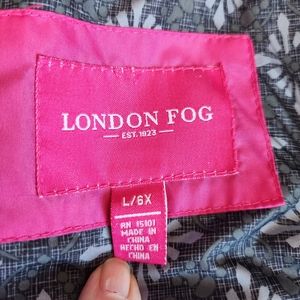 LONDON FOG
EST. 1923
L/6X
RN 15101
MADE IN
CHINA
HECHO EN
CHINA